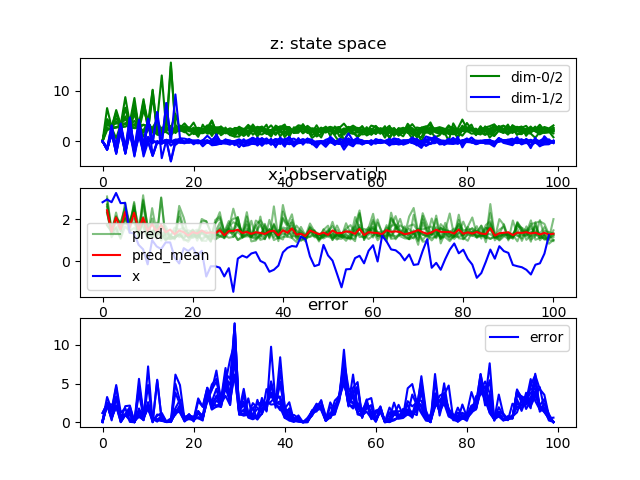 z: state space
10
0
dim-0/2
dim-1/2
0 20 40 60 80 100
x: observation
2
0
pred
pred_mean
x
0 20 40 60 80 100
error
10
5
0
error
0 20 40 60 80 100